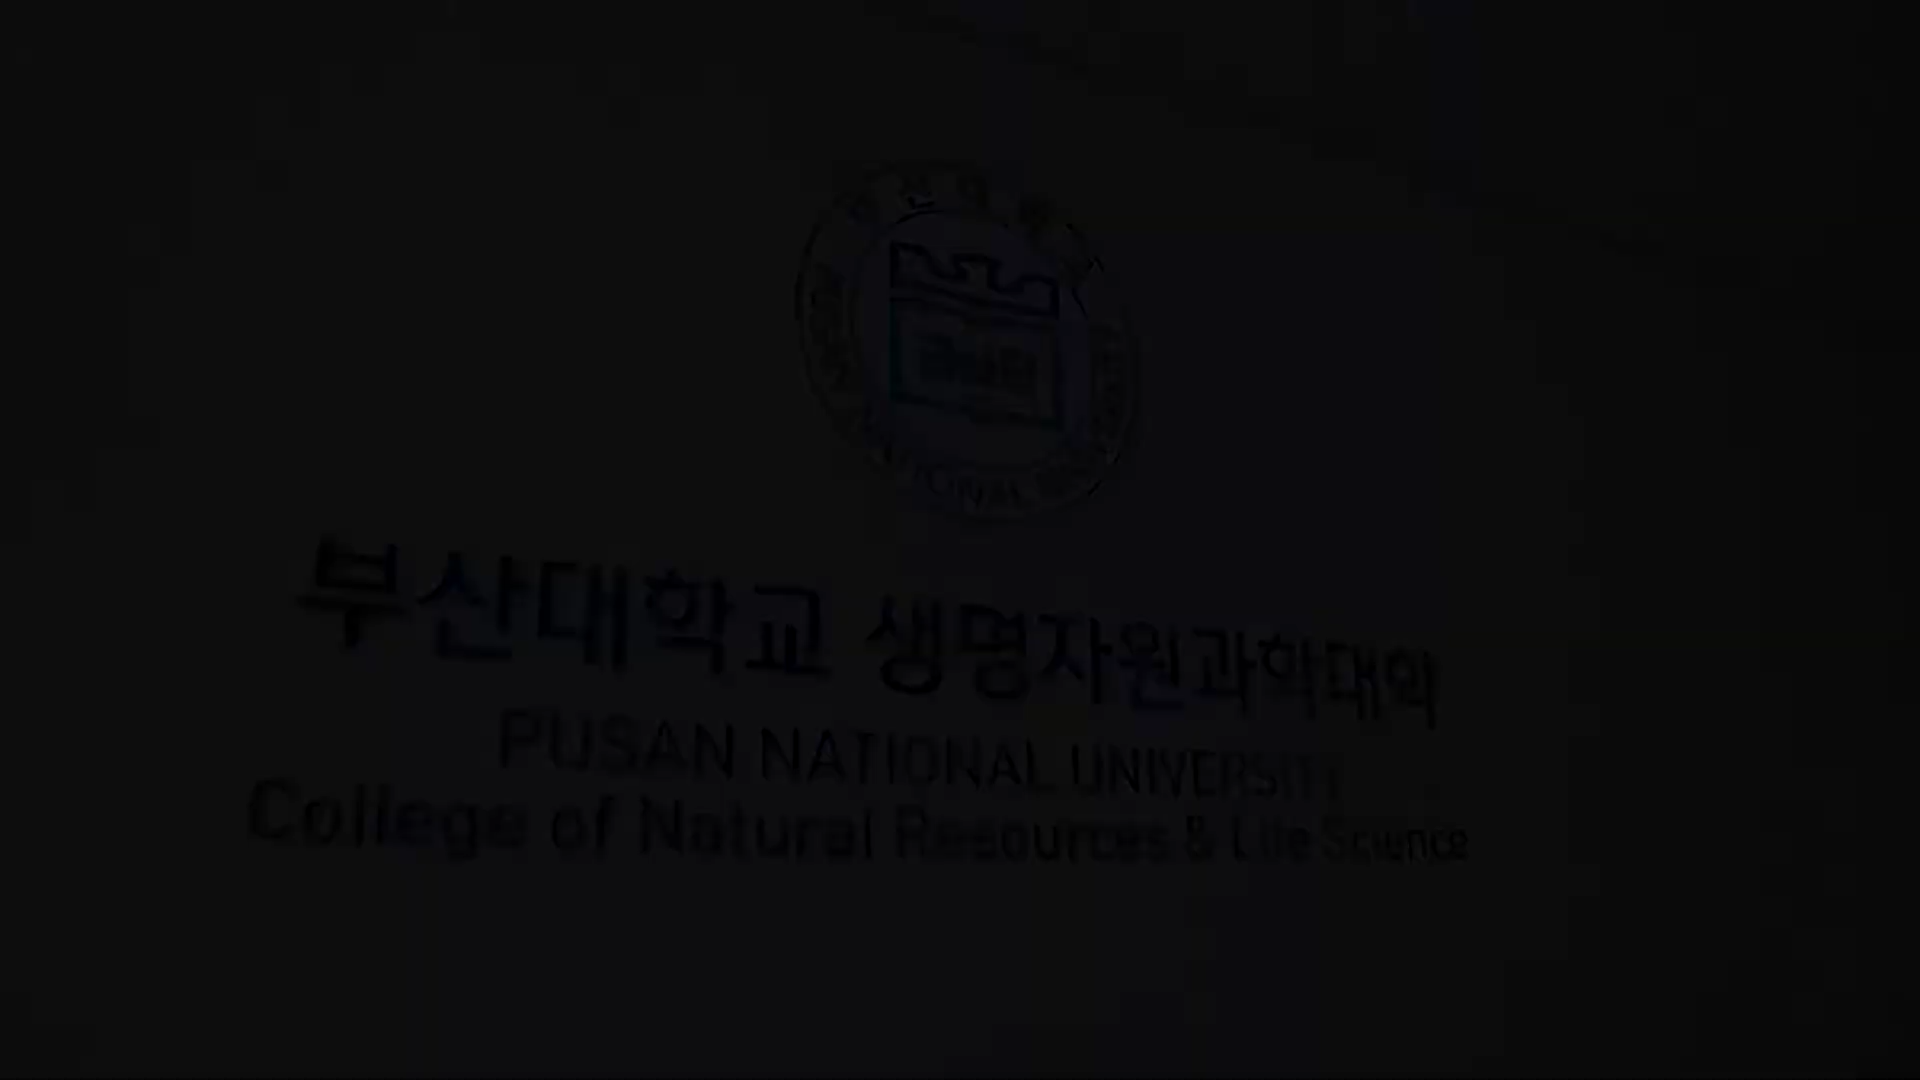 부산대학교 생명자원과학대학
PUSAN NATIONAL UNIVERSITY
College of Natural Resources & Life Science